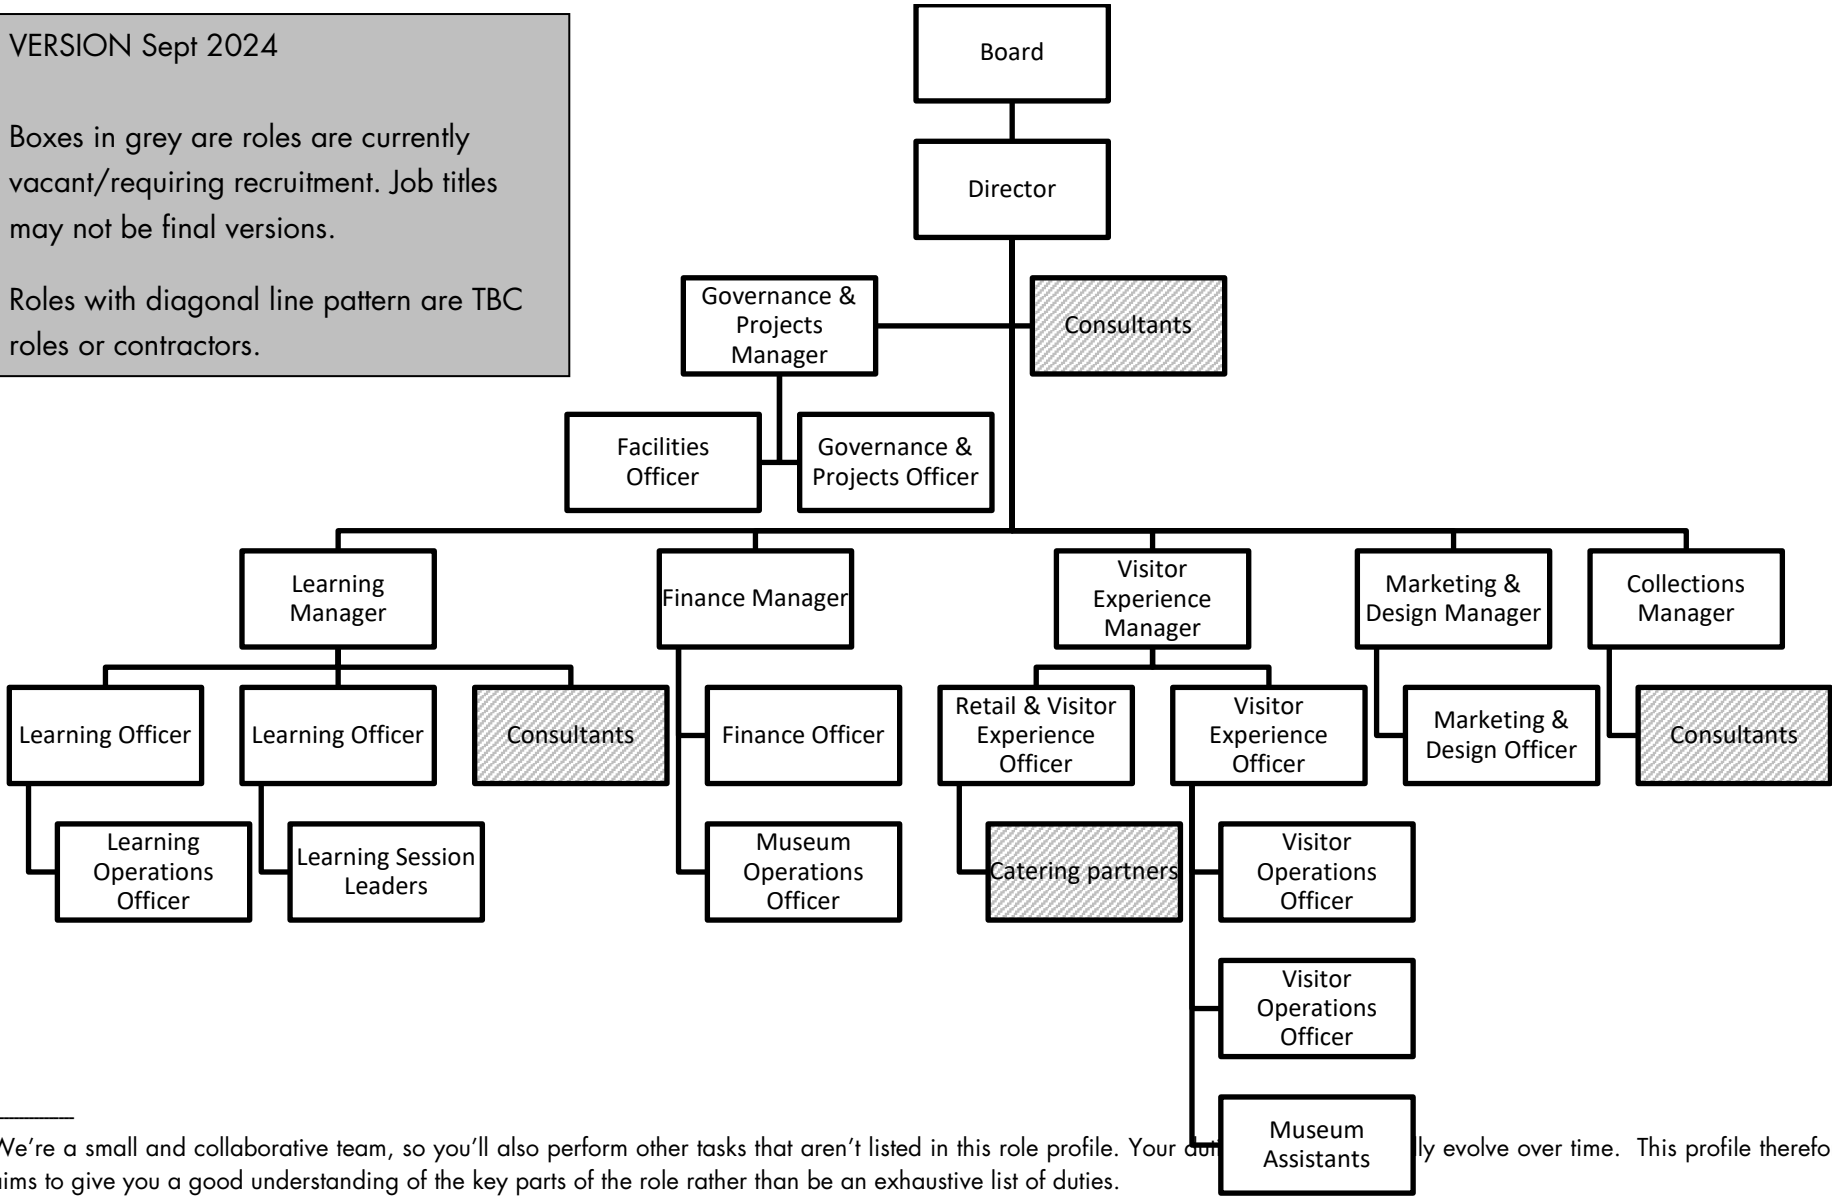 VERSION Sept 2024
Boxes in grey are roles are currently
vacant/requiring recruitment. Job titles
may not be final versions.
Roles with diagonal line pattern are TBC
roles or contractors.
Board
Director
Governance &
Projects
Manager
Consultants
Facilities
Officer
Governance &
Projects Officer
Learning
Manager
Finance Manager
Visitor
Experience
Manager
Marketing &
Design Manager
Collections
Manager
Learning Officer
Learning Officer
Consultants
Finance Officer
Retail & Visitor
Experience
Officer
Visitor
Experience
Officer
Marketing &
Design Officer
Consultants
Learning
Operations
Officer
Learning Session
Leaders
Museum
Operations
Officer
Catering partners
Visitor
Operations
Officer
Visitor
Operations
Officer
Museum
Assistants
We're a small and collaborative team, so you'll also perform other tasks that aren't listed in this role profile. Your evolve over time. This profile
aims to give you a good understanding of the key parts of the role rather than be an exhaustive list of duties.